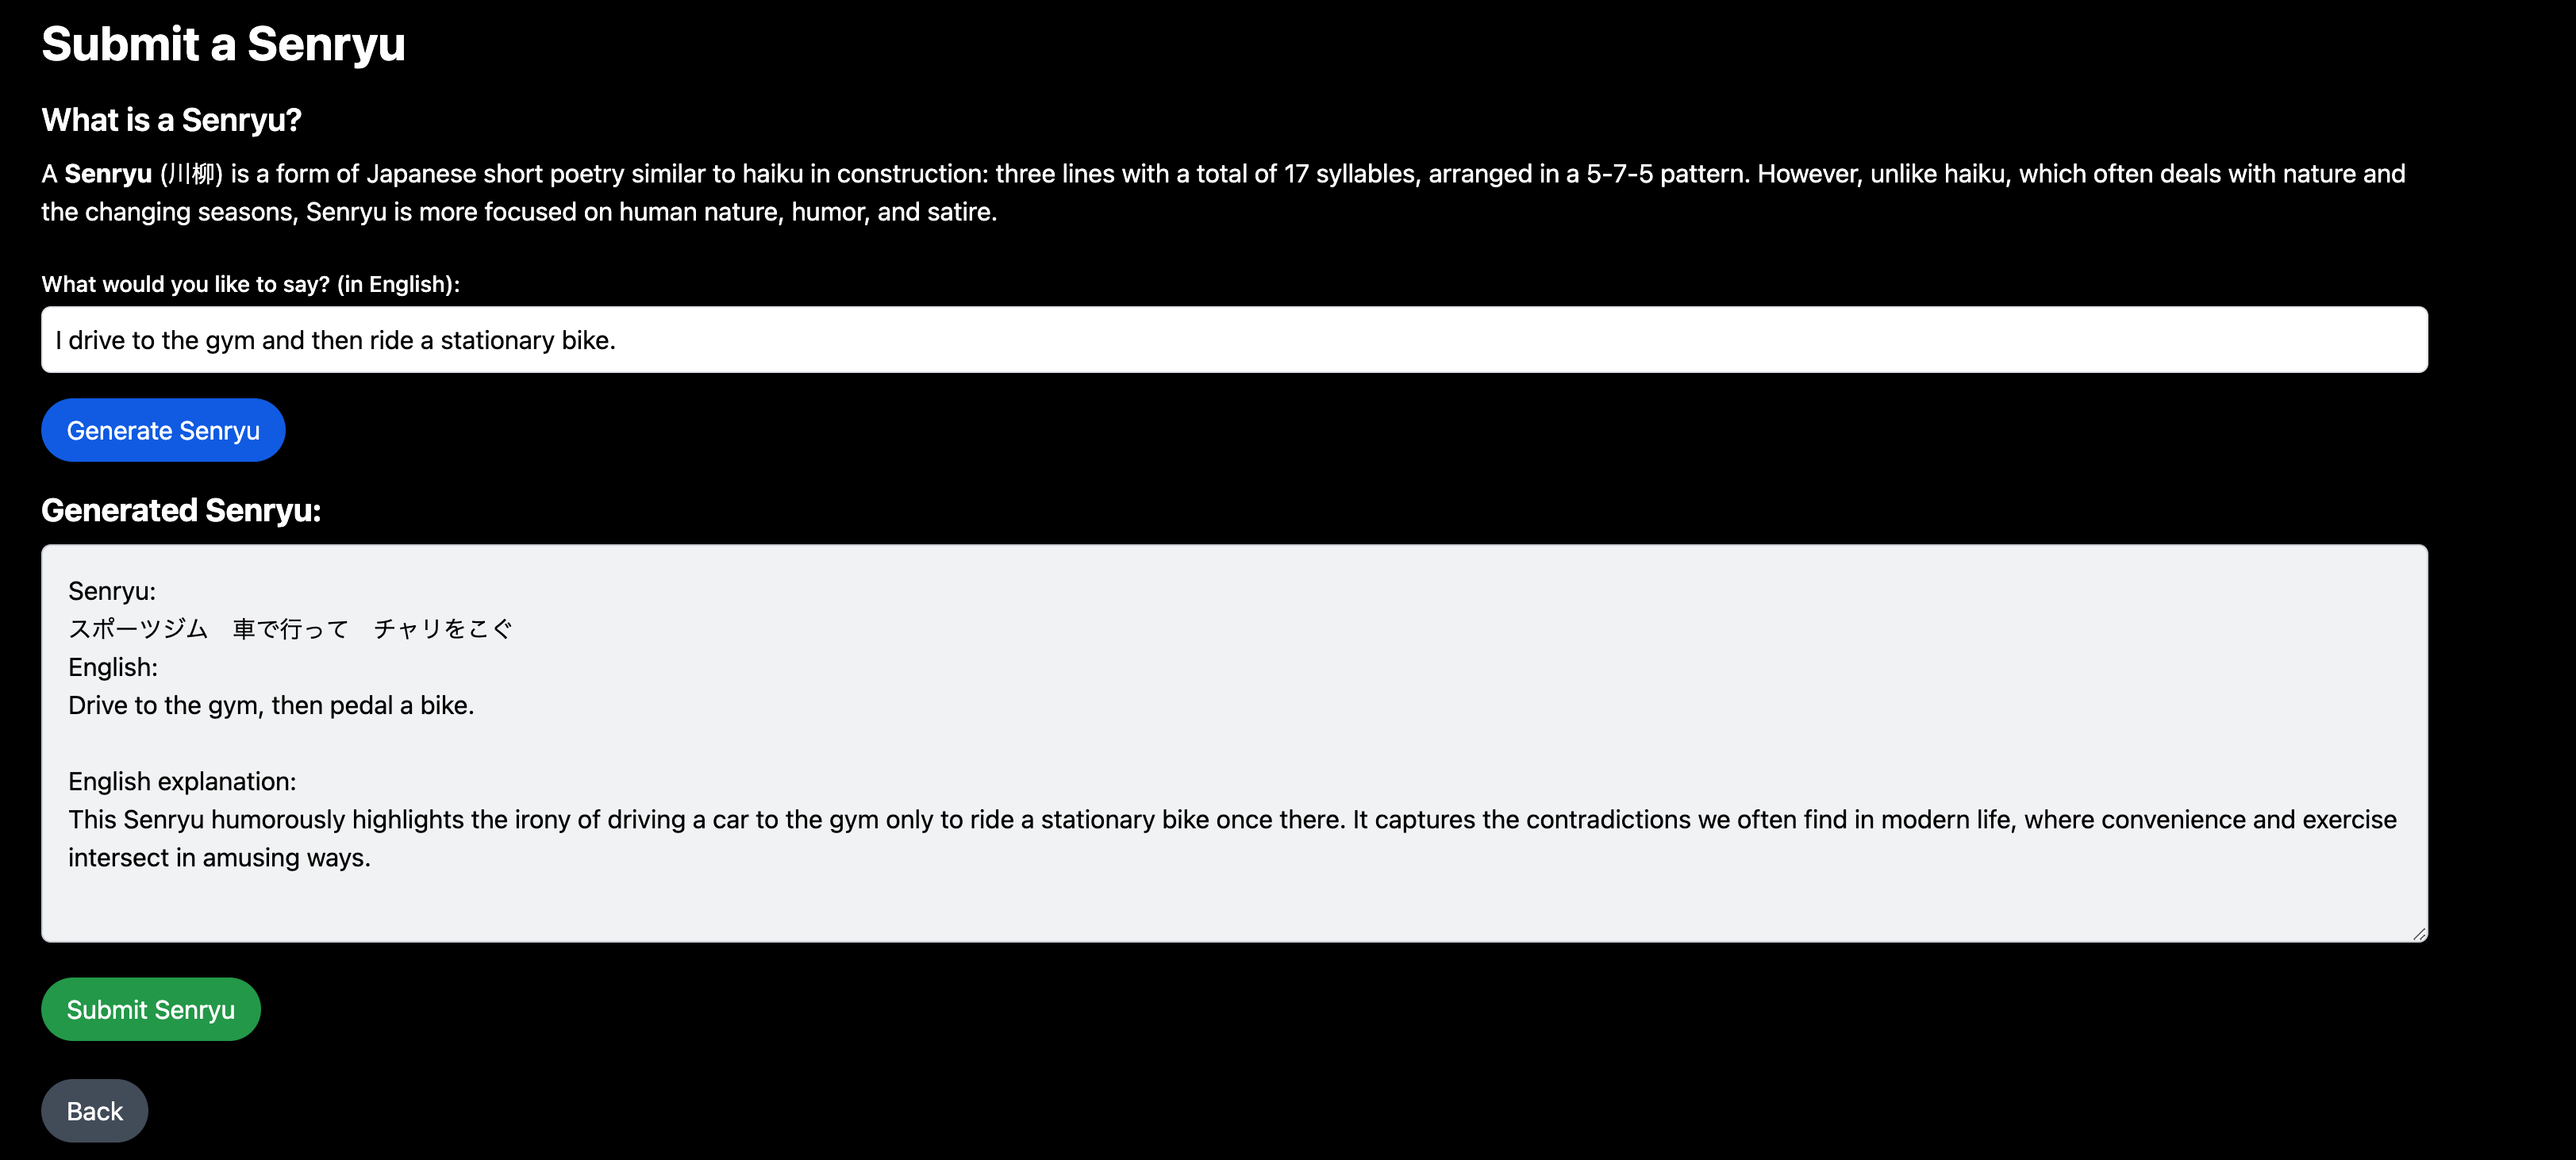 Submit a Senryu
What is a Senryu?
A Senryu (川柳) is a form of Japanese short poetry similar to haiku in construction: three lines with a total of 17 syllables, arranged in a 5-7-5 pattern. However, unlike haiku, which often deals with nature and
the changing seasons, Senryu is more focused on human nature, humor, and satire.
What would you like to say? (in English):
I drive to the gym and then ride a stationary bike.
Generate Senryu
Generated Senryu:
Senryu:
スポーツジム　車で行って　チャリをこぐ
English:
Drive to the gym, then pedal a bike.
English explanation:
This Senryu humorously highlights the irony of driving a car to the gym only to ride a stationary bike once there. It captures the contradictions we often find in modern life, where convenience and exercise
intersect in amusing ways.
Submit Senryu
Back